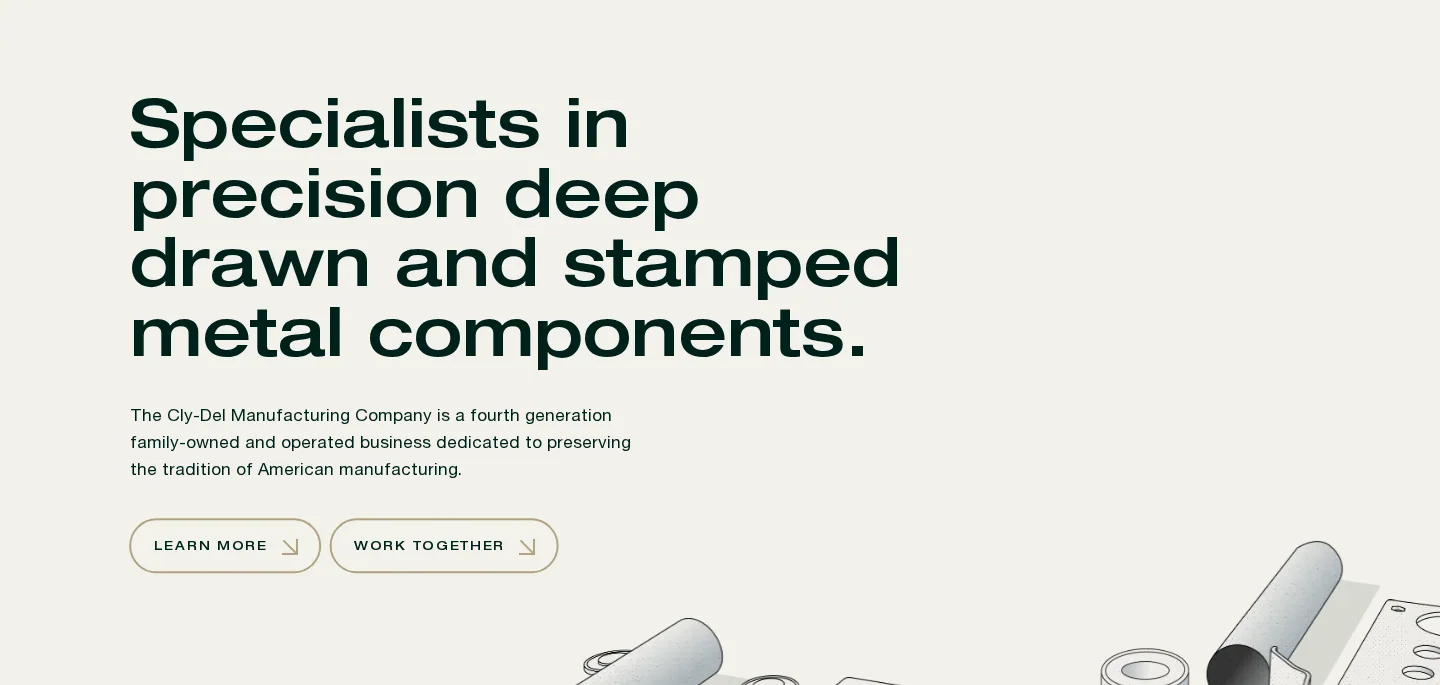 Specialists in
precision deep
drawn and stamped
metal components.
The Cly-Del Manufacturing Company is a fourth generation
family-owned and operated business dedicated to preserving
the tradition of American manufacturing.
LEARN MORE
WORK TOGETHER